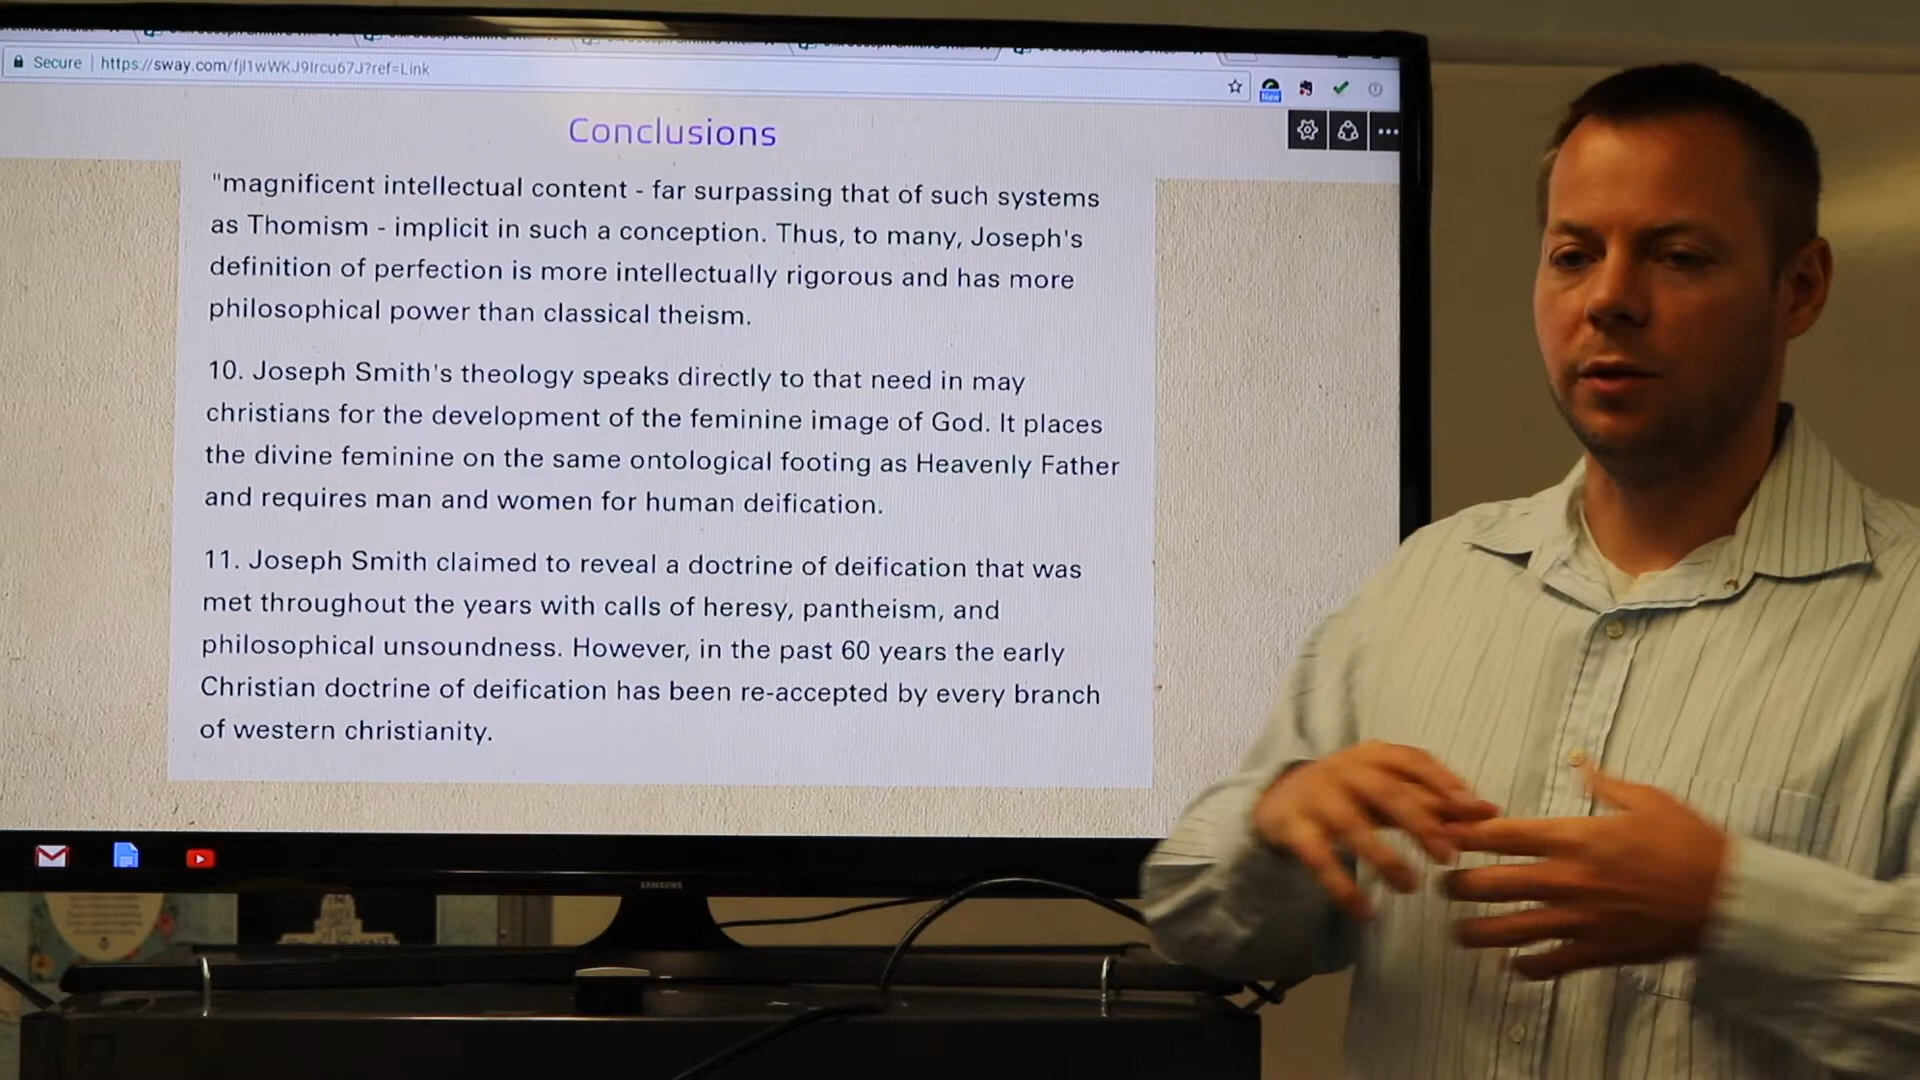 Secure | https://sway.com/fjl1wWKJ9Ircu67J?ref=Link
New
Conclusions
"magnificent intellectual content - far surpassing that of such systems
as Thomism - implicit in such a conception. Thus, to many, Joseph's
definition of perfection is more intellectually rigorous and has more
philosophical power than classical theism.
10. Joseph Smith's theology speaks directly to that need in may
christians for the development of the feminine image of God. It places
the divine feminine on the same ontological footing as Heavenly Father
and requires man and women for human deification.
11. Joseph Smith claimed to reveal a doctrine of deification that was
met throughout the years with calls of heresy, pantheism, and
philosophical unsoundness. However, in the past 60 years the early
Christian doctrine of deification has been re-accepted by every branch
of western christianity.
SAMSUNG